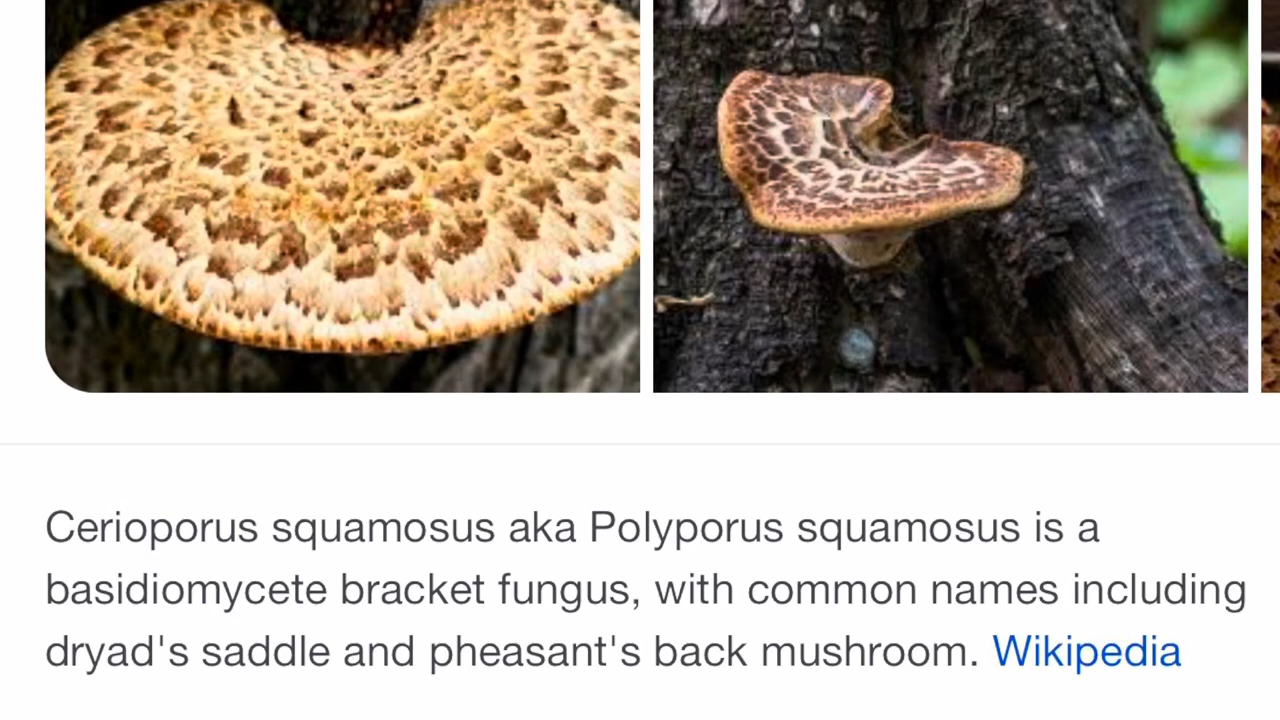 Cerioporus squamosus aka Polyporus squamosus is a
basidiomycete bracket fungus, with common names including
dryad's saddle and pheasant's back mushroom. Wikipedia